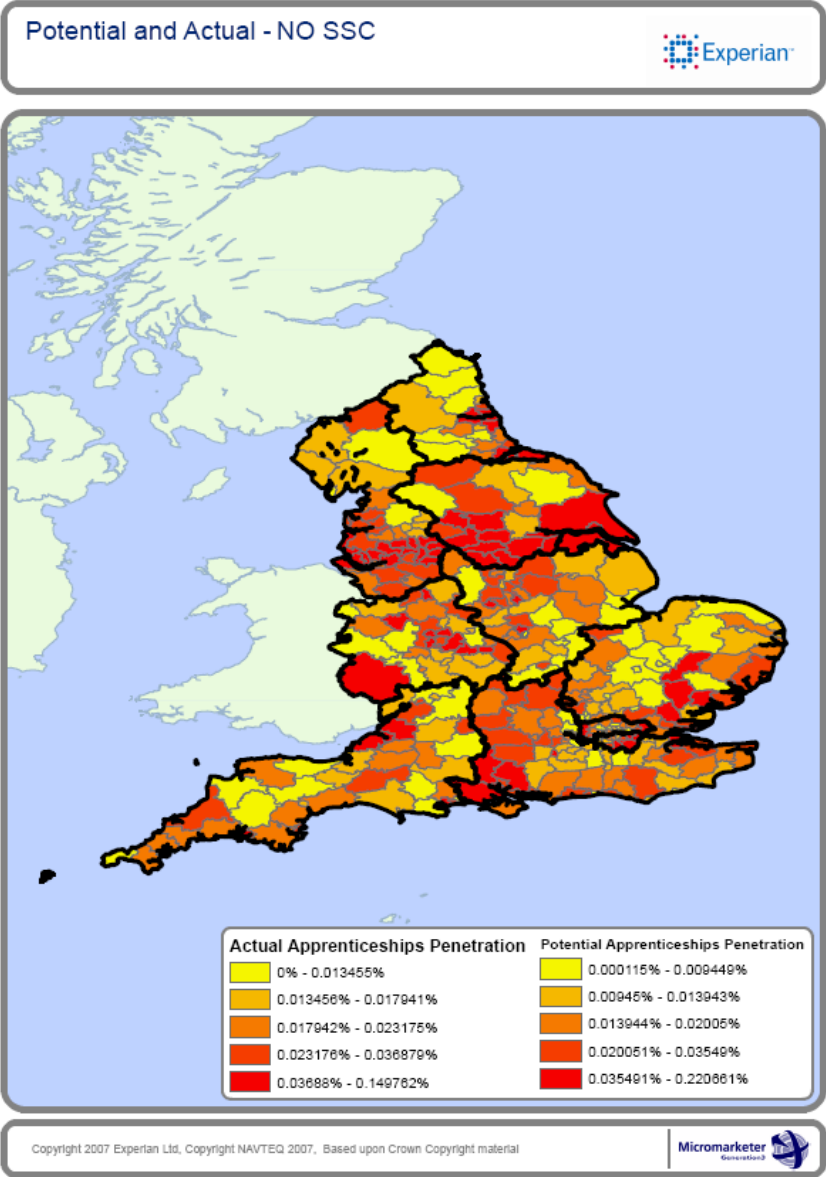 Potential and Actual - NO SSC
Experian™
Actual Apprenticeships Penetration
0% - 0.013455%
0.013456% - 0.017941%
0.017942% - 0.023175%
0.023176% - 0.036879%
0.03688% - 0.149762%
Potential Apprenticeships Penetration
0.000115% - 0.009449%
0.00945% - 0.013943%
0.013944% - 0.02005%
0.020051% - 0.03549%
0.035491% - 0.220661%
Copyright 2007 Experian Ltd, Copyright NAVTEQ 2007, Based upon Crown Copyright material
Micromarketer
Generation3